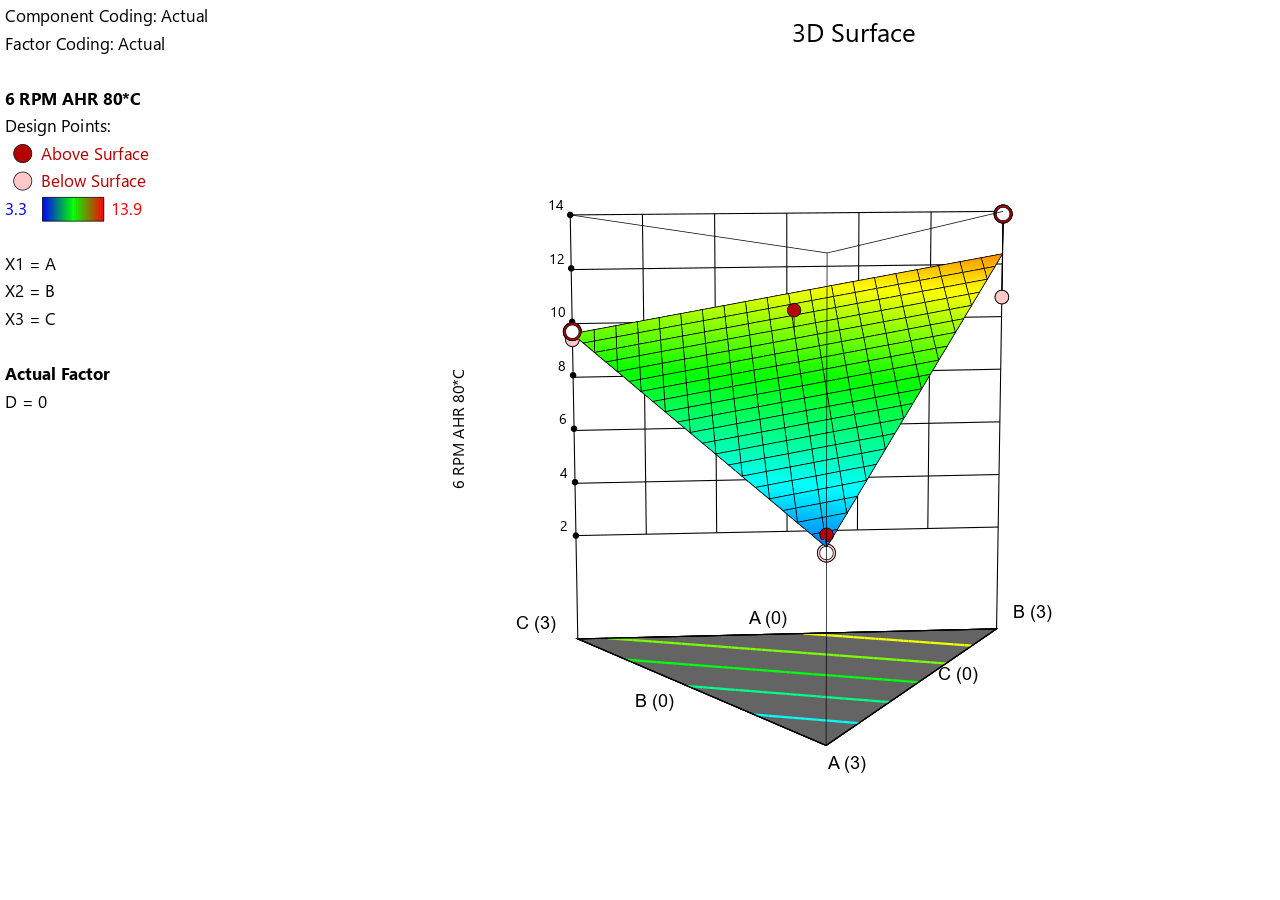 Component Coding: Actual
Factor Coding: Actual
3D Surface
6 RPM AHR 80*C
Design Points:
Above Surface
Below Surface
3.3 13.9
X1 = A
X2 = B
X3 = C
Actual Factor
D = 0
14
12
10
8
6
4
2
6 RPM AHR 80*C
C (3)
A (0)
B (3)
B (0)
C (0)
A (3)